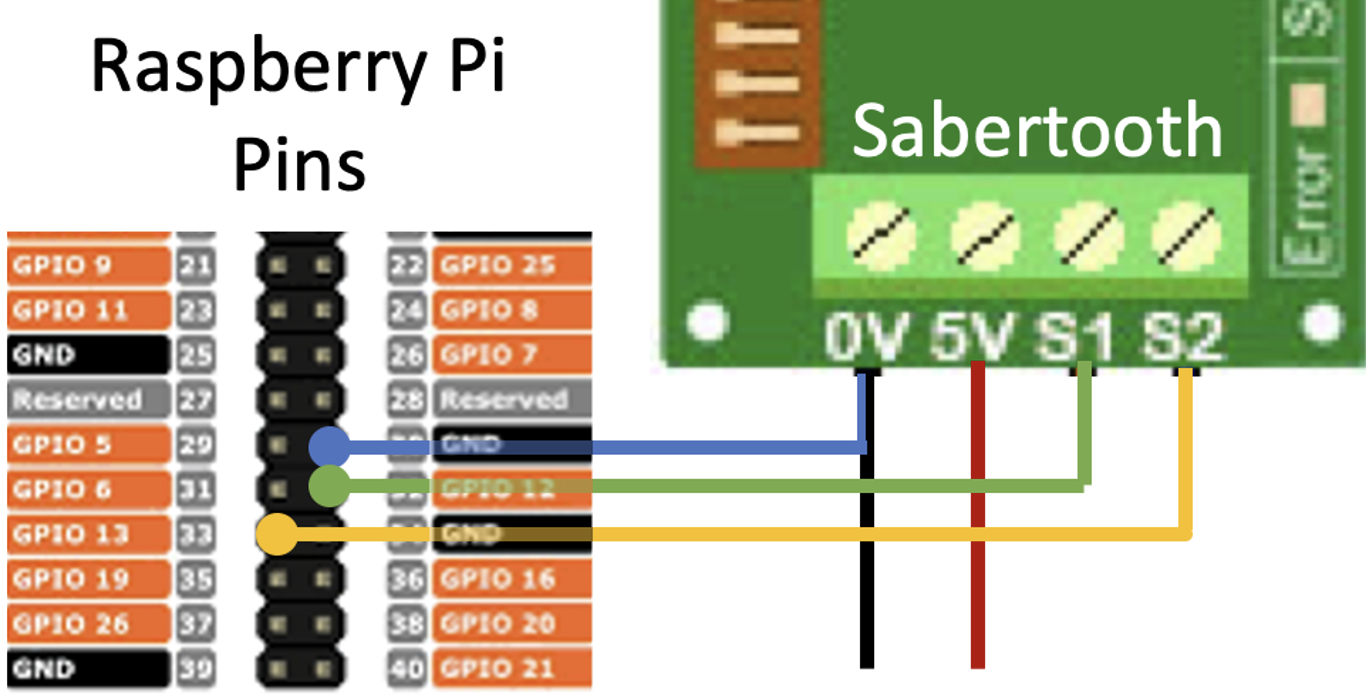 Raspberry Pi
Pins
Sabertooth
Error
0V 5V S1 S2
GPIO 9 21 22 GPIO 25
GPIO 11 23 24 GPIO 8
GND 25 26 GPIO 7
Reserved 27 28 Reserved
GPIO 5 29 GND
GPIO 6 31 GPIO 12
GPIO 13 33 GND
GPIO 19 35 36 GPIO 16
GPIO 26 37 38 GPIO 20
GND 39 40 GPIO 21